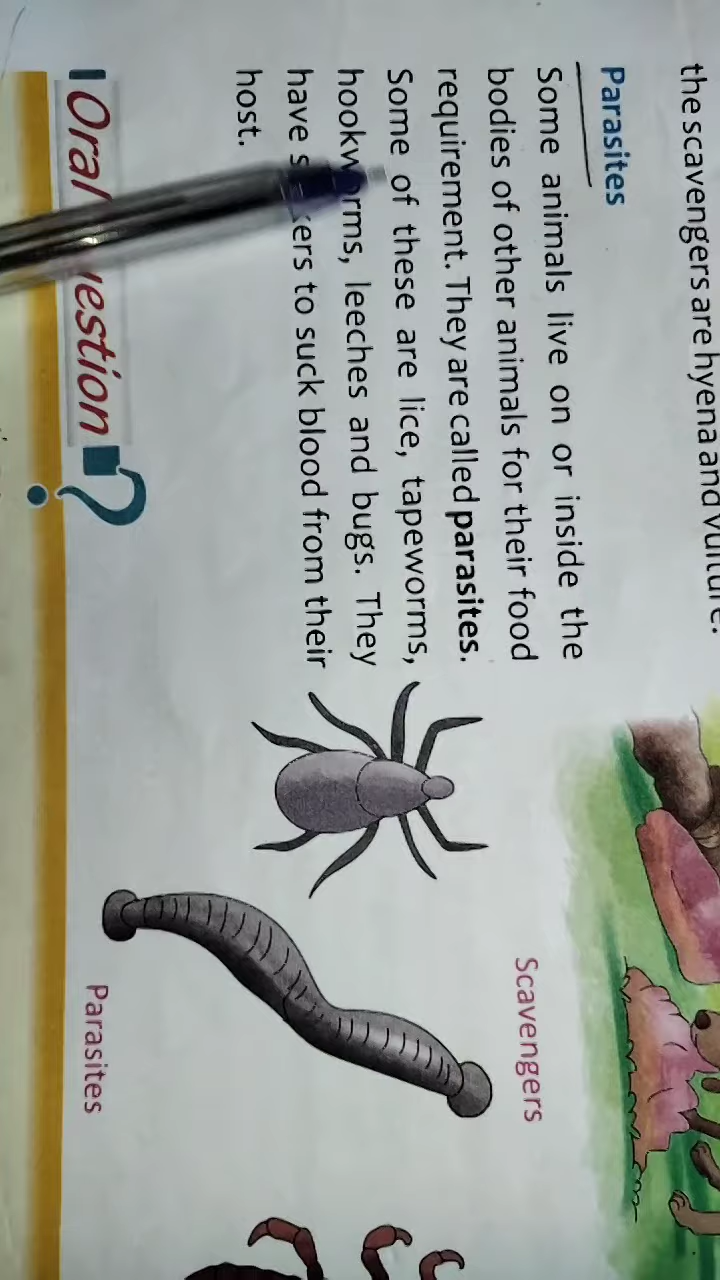 the scavengers are hyena and vulture.
Parasites
Some animals live on or inside the
bodies of other animals for their food
requirement. They are called parasites.
Some of these are lice, tapeworms,
hookworms, leeches and bugs. They
have suckers to suck blood from their
host.
Scavengers
Parasites
Oral Question ?